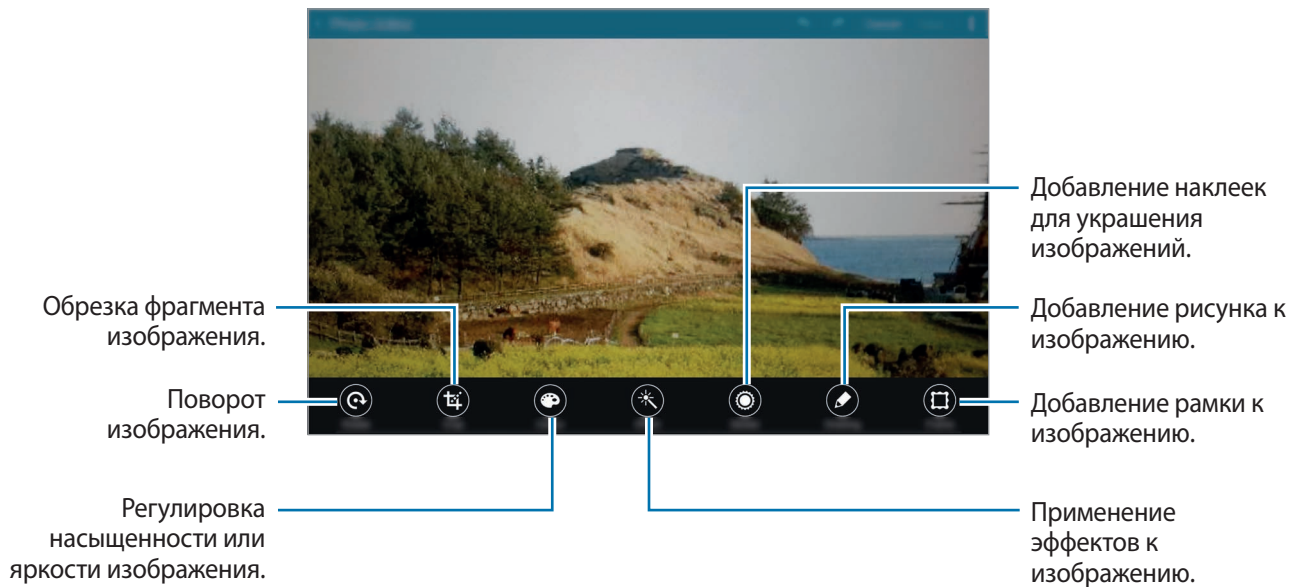 Обрезка фрагмента
изображения.
Поворот
изображения.
Регулировка
насыщенности или
яркости изображения.
Добавление наклеек
для украшения
изображений.
Добавление рисунка к
изображению.
Добавление рамки к
изображению.
Применение
эффектов к
изображению.